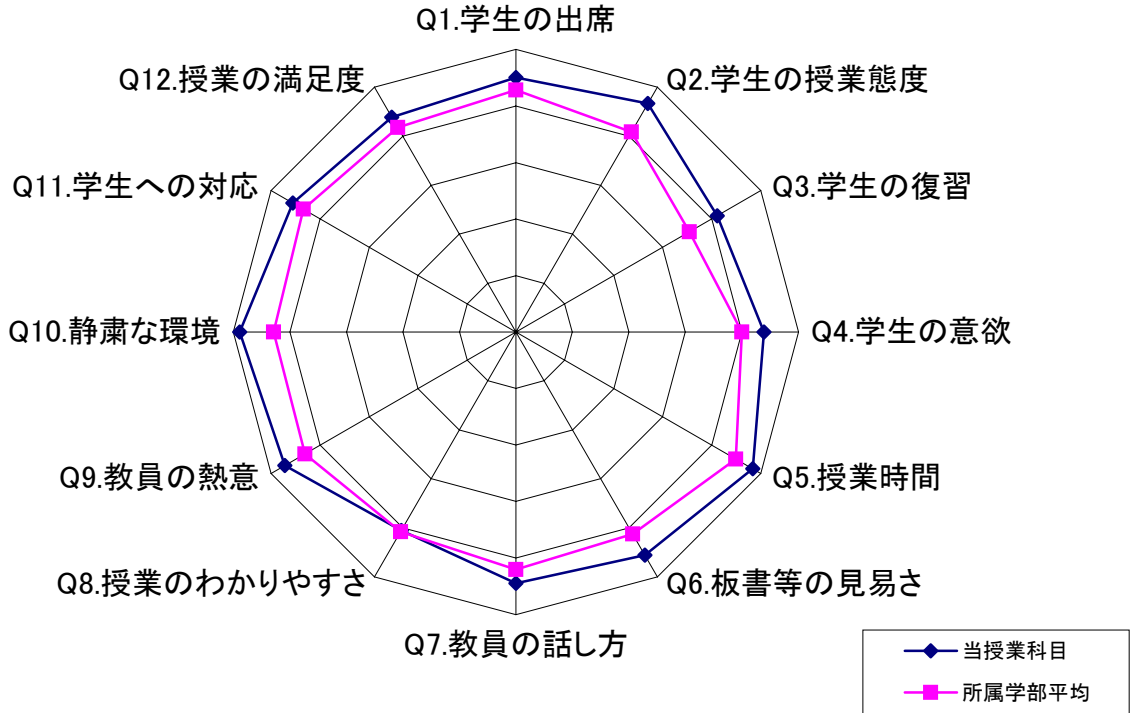 Q1.学生の出席
Q2.学生の授業態度
Q3.学生の復習
Q4.学生の意欲
Q5.授業時間
Q6.板書等の見易さ
Q7.教員の話し方
Q8.授業のわかりやすさ
Q9.教員の熱意
Q10.静粛な環境
Q11.学生への対応
Q12.授業の満足度
当授業科目
所属学部平均